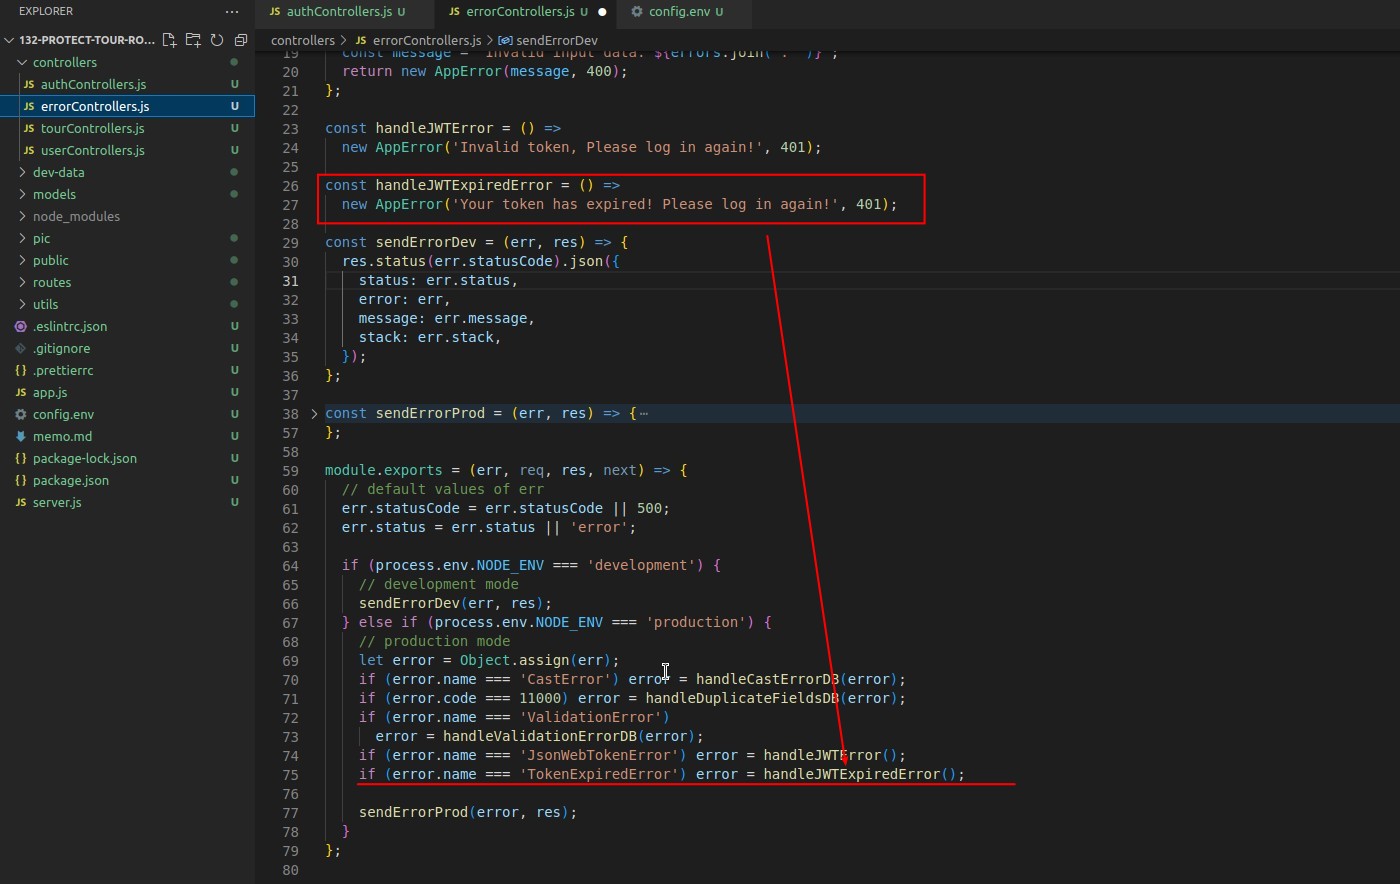 EXPLORER ...
132-PROTECT-TOUR-RO...
controllers
JS authControllers.js U
JS errorControllers.js U
JS tourControllers.js U
JS userControllers.js U
dev-data
models
node_modules
pic
public
routes
utils
.eslintrc.json U
.gitignore U
{} .prettierrc U
JS app.js U
config.env U
memo.md U
{} package-lock.json U
{} package.json U
JS server.js U
JS authControllers.js U JS errorControllers.js U ● config.env U
controllers > JS errorControllers.js > sendErrorDev
19 const message = `Invalid input data. ${errors.join('. ')}`;
20 return new AppError(message, 400);
21 };
22
23 const handleJWTError = () =>
24 new AppError('Invalid token, Please log in again!', 401);
25
26 const handleJWTExpiredError = () =>
27 new AppError('Your token has expired! Please log in again!', 401);
28
29 const sendErrorDev = (err, res) => {
30 res.status(err.statusCode).json({
31 status: err.status,
32 error: err,
33 message: err.message,
34 stack: err.stack,
35 });
36 };
37
38 > const sendErrorProd = (err, res) => {⋯
57 };
58
59 module.exports = (err, req, res, next) => {
60 // default values of err
61 err.statusCode = err.statusCode || 500;
62 err.status = err.status || 'error';
63
64 if (process.env.NODE_ENV === 'development') {
65 // development mode
66 sendErrorDev(err, res);
67 } else if (process.env.NODE_ENV === 'production') {
68 // production mode
69 let error = Object.assign(err);
70 if (error.name === 'CastError') error = handleCastErrorDB(error);
71 if (error.code === 11000) error = handleDuplicateFieldsDB(error);
72 if (error.name === 'ValidationError')
73 error = handleValidationErrorDB(error);
74 if (error.name === 'JsonWebTokenError') error = handleJWTError();
75 if (error.name === 'TokenExpiredError') error = handleJWTExpiredError();
76
77 sendErrorProd(error, res);
78 }
79 };
80